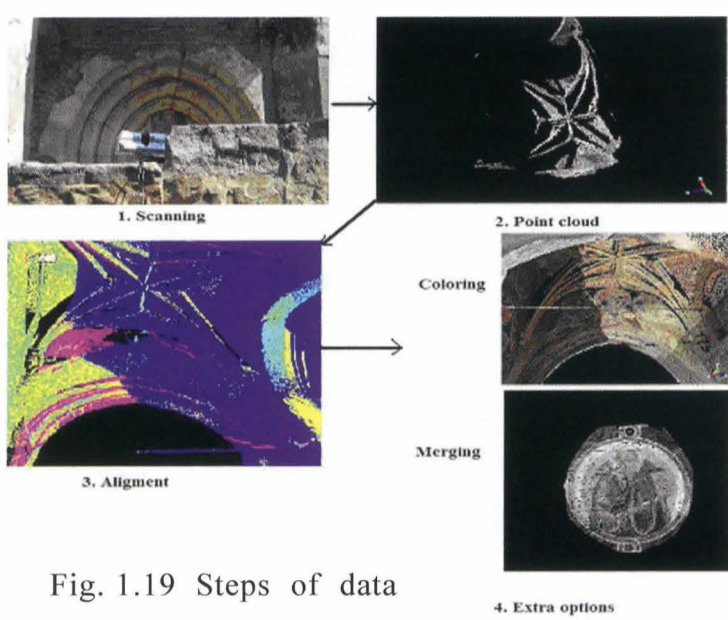 1. Scanning
2. Point cloud
3. Aligment
Coloring
Merging
4. Extra options
Fig. 1.19 Steps of data